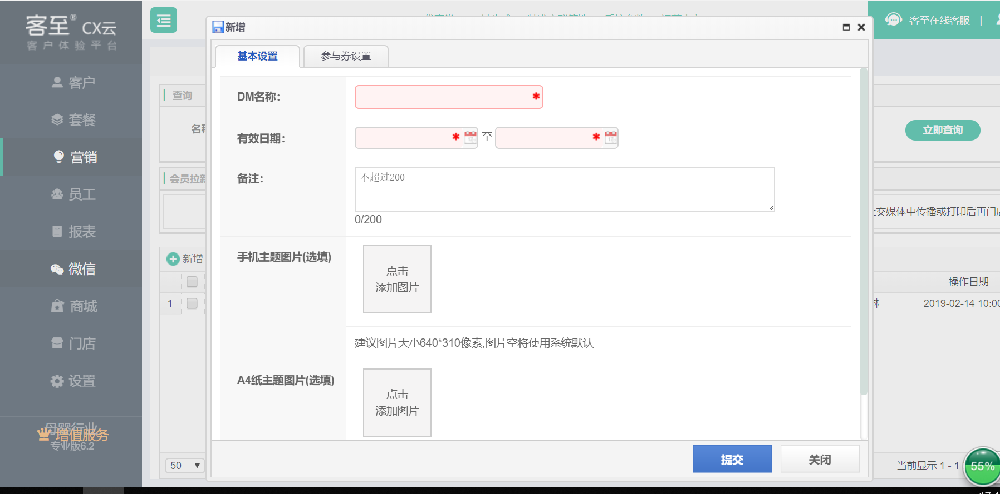 客至® CX云
客户体验平台
客户
套餐
营销
员工
报表
微信
商城
门店
设置
母婴行业
增值服务
专业版6.2
客至在线客服 |
查询
名称
立即查询
会员拉新
交媒体中传播或打印后再门店
新增
操作日期
1
2019-02-14 10:00
50
当前显示 1 - 1
55%
新增
基本设置
参与券设置
DM名称:
*
有效日期:
* 至 *
备注:
不超过200
0/200
手机主题图片(选填)
点击
添加图片
建议图片大小640*310像素,图片空将使用系统默认
A4纸主题图片(选填)
点击
添加图片
提交
关闭